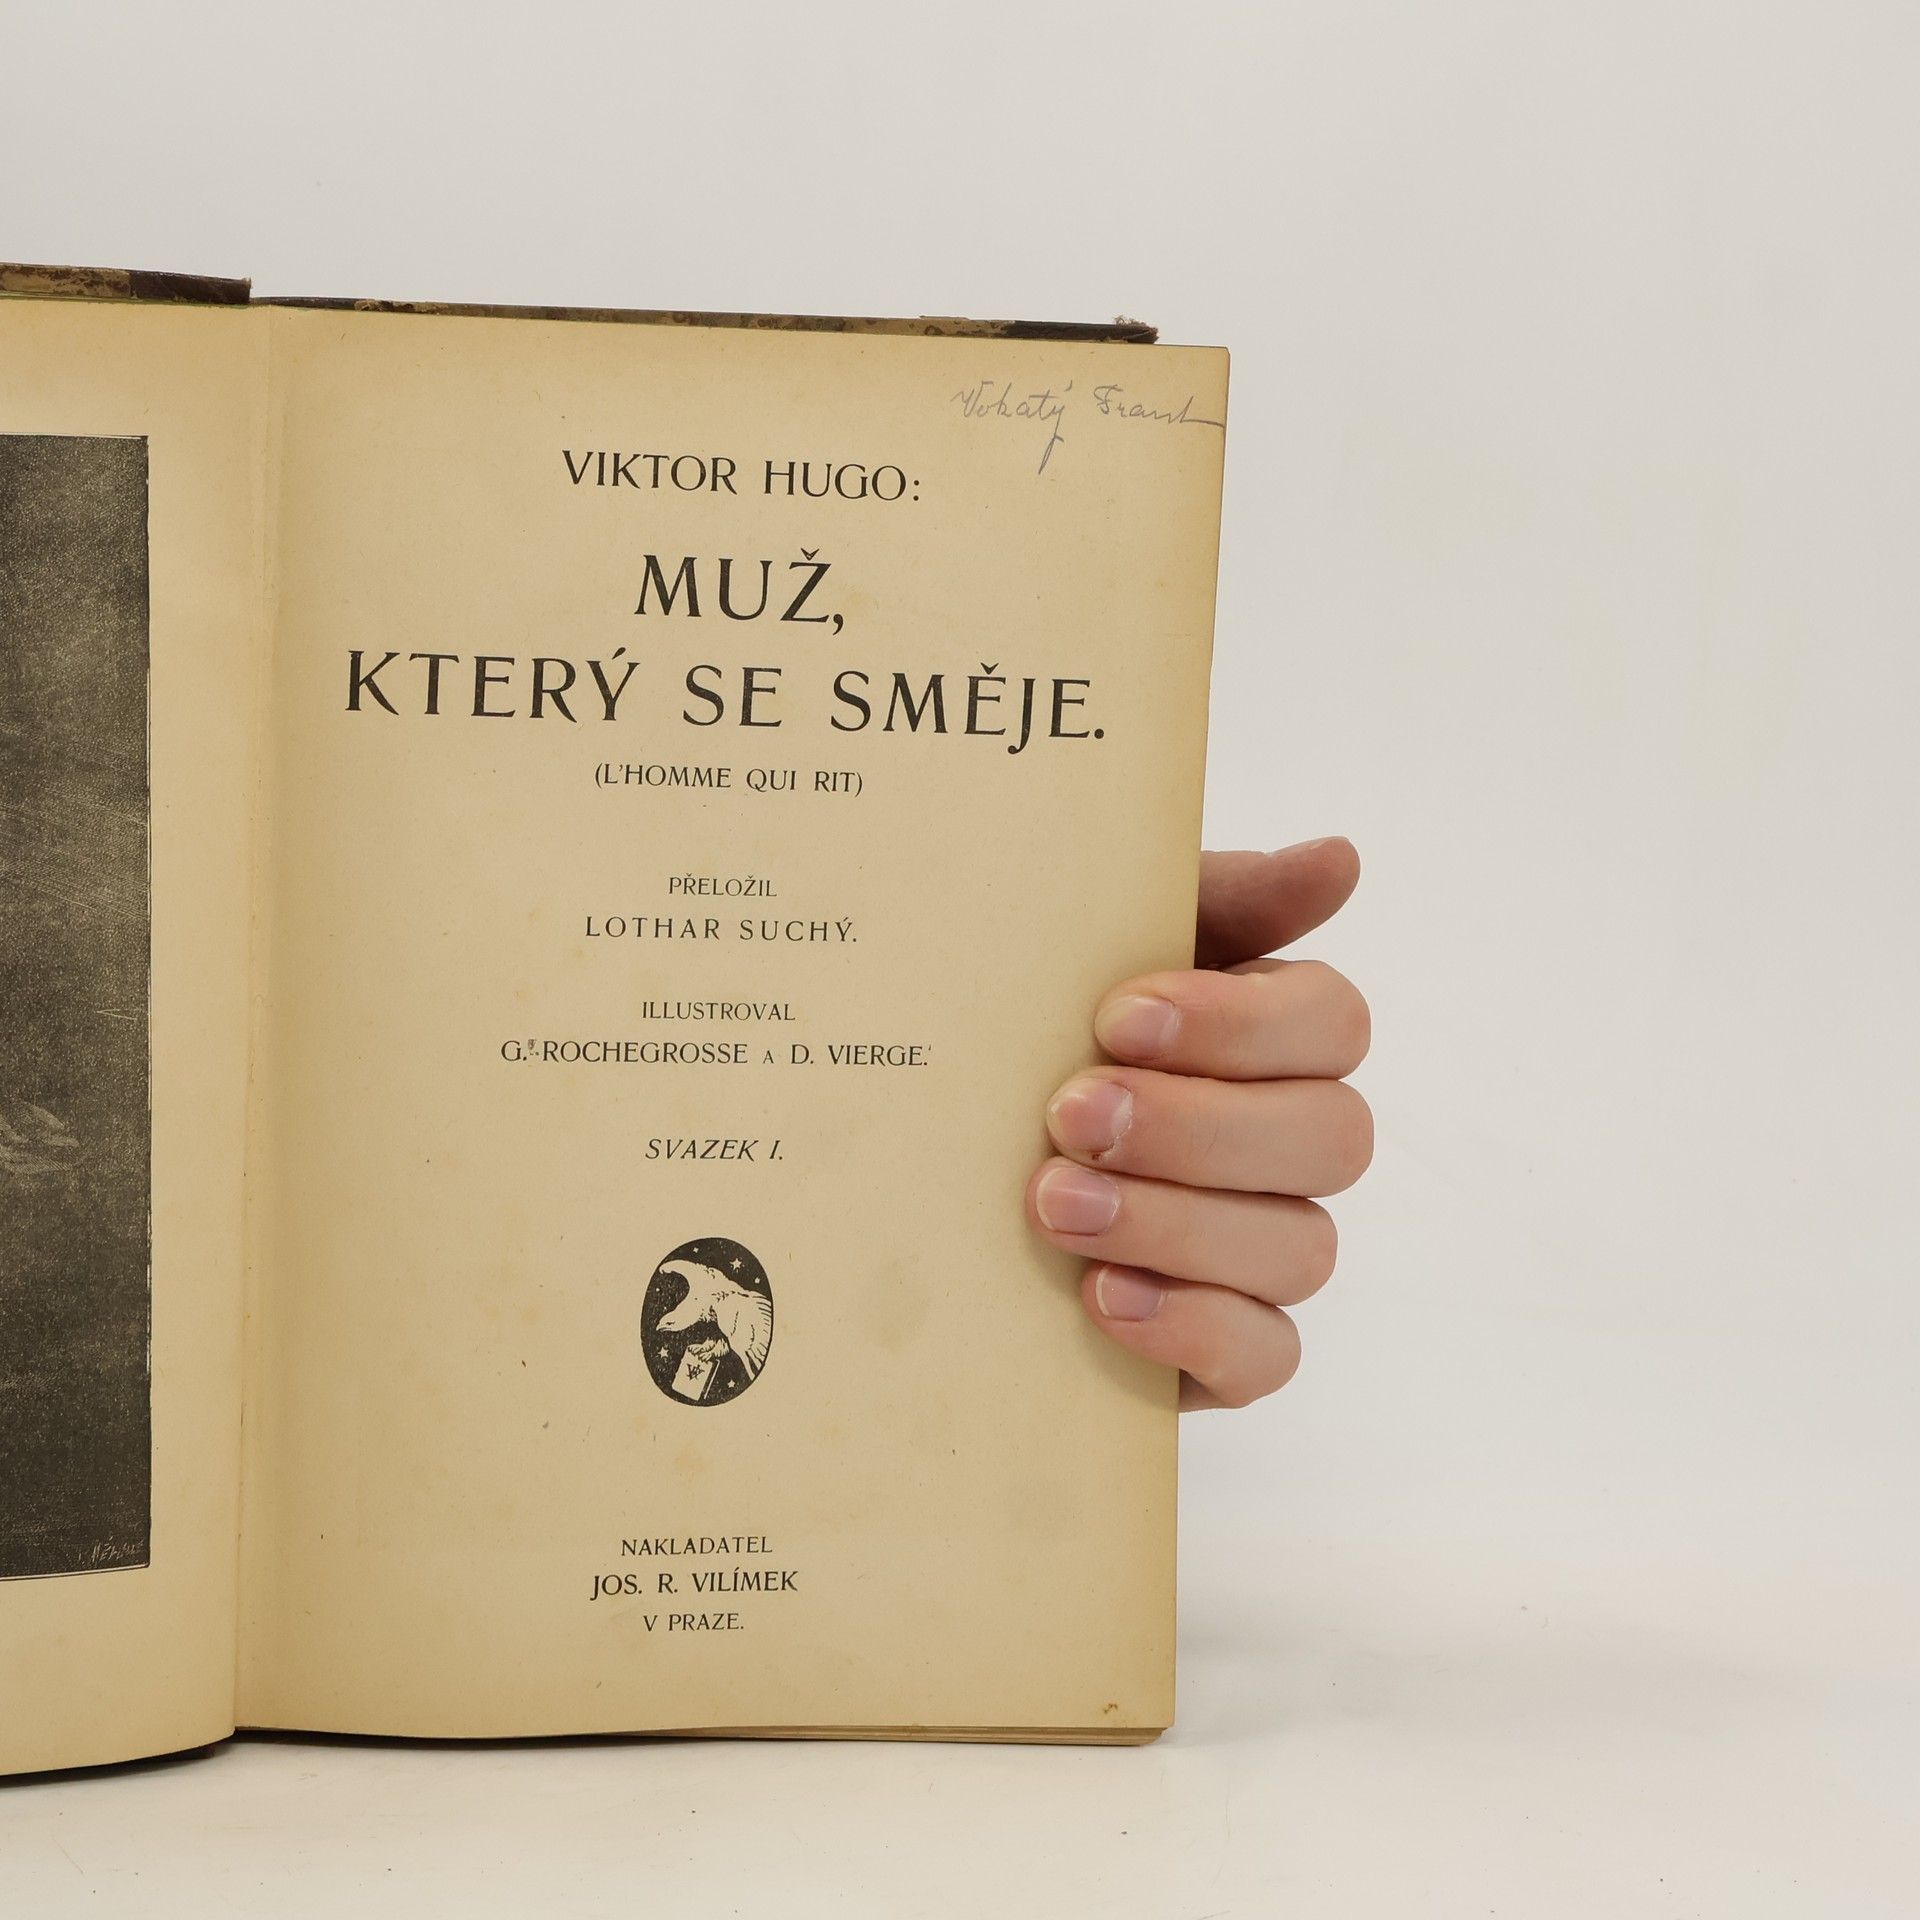 Vokatý Frant
VIKTOR HUGO:
MUŽ,
KTERÝ SE SMĚJE.
(L'HOMME QUI RIT)
PŘELOŽIL
LOTHAR SUCHÝ.
ILLUSTROVAL
G. ROCHEGROSSE A D. VIERGE.
SVAZEK I.
NAKLADATEL
JOS. R. VILÍMEK
V PRAZE.